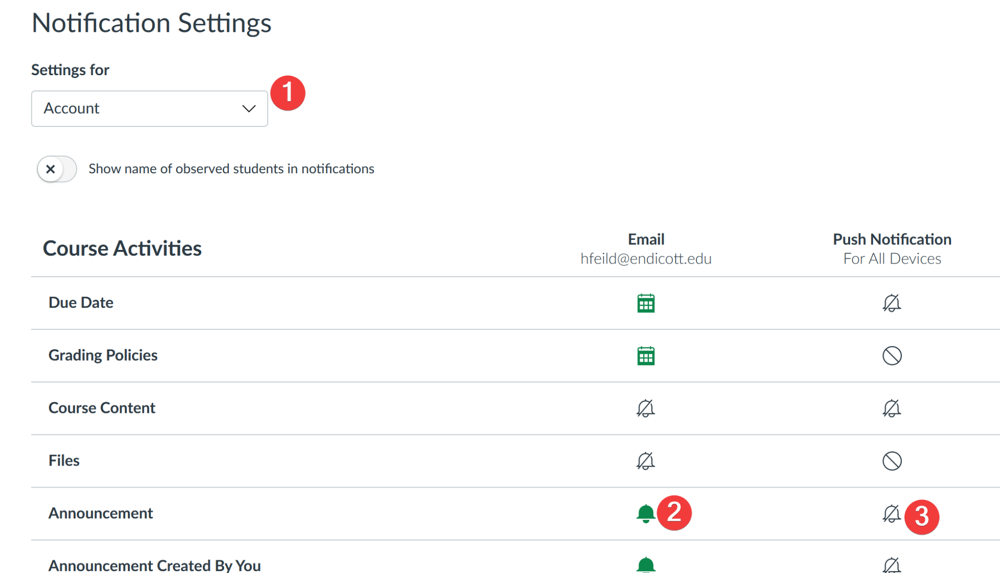 Notification Settings
Settings for
Account
1
Show name of observed students in notifications
Course Activities
Email
hfeild@endicott.edu
Push Notification
For All Devices
Due Date
Grading Policies
Course Content
Files
Announcement
2
3
Announcement Created By You